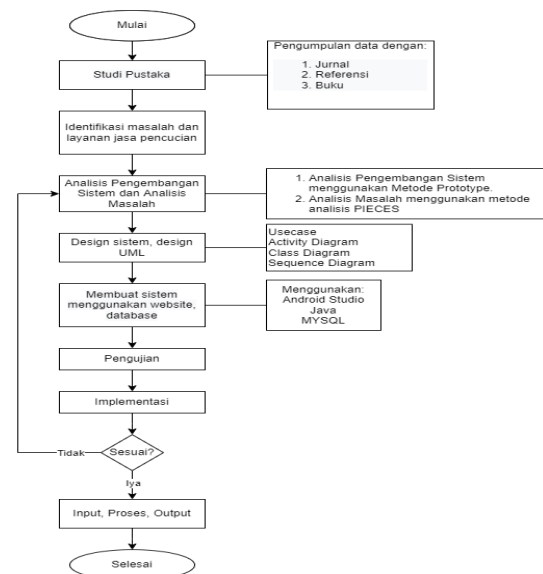 Mulai
Studi Pustaka
Pengumpulan data dengan:
1. Jurnal
2. Referensi
3. Buku
Identifikasi masalah dan
layanan jasa pencucian
Analisis Pengembangan
Sistem dan Analisis
Masalah
1. Analisis Pengembangan Sistem
menggunakan Metode Prototype.
2. Analisis Masalah menggunakan metode
analisis PIECES
Design sistem, design
UML
Usecase
Activity Diagram
Class Diagram
Sequence Diagram
Membuat sistem
menggunakan website,
database
Menggunakan:
Android Studio
Java
MYSQL
Pengujian
Implementasi
Sesuai?
Tidak
Iya
Input, Proses, Output
Selesai